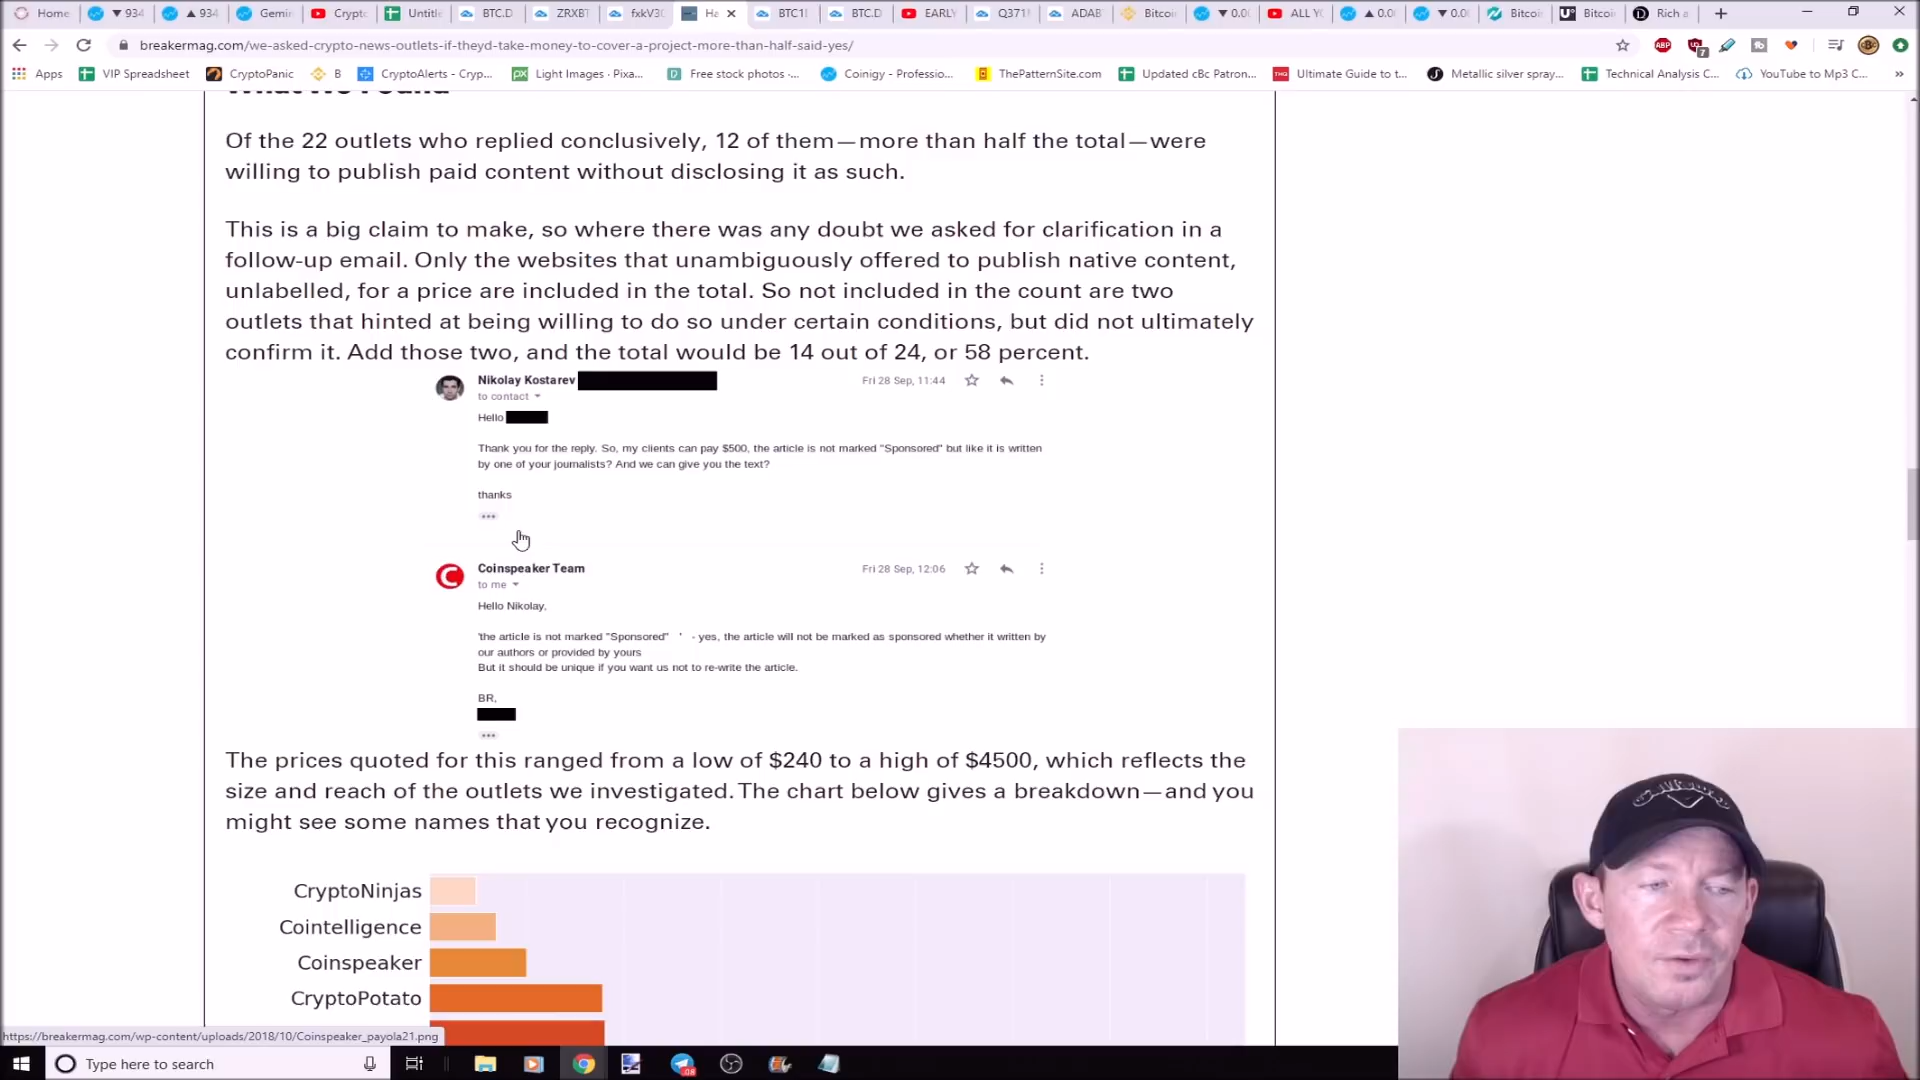 Home
934
934
Gemin
Crypto
Untitle
BTC.D
ZRXBT
fxkV3C
Ha
BTC1!
BTC.D
EARLY
Q371
ADAB
Bitcoin
0.00
ALL YO
0.0
0.0
Bitcoin
Bitcoin
Rich a
breakermag.com/we-asked-crypto-news-outlets-if-theyd-take-money-to-cover-a-project-more-than-half-said-yes/
Apps
VIP Spreadsheet
CryptoPanic
B
CryptoAlerts - Cryp...
Light Images · Pixa...
Free stock photos ·...
Coinigy - Professio...
ThePatternSite.com
Updated cBc Patron...
Ultimate Guide to t...
Metallic silver spray...
Technical Analysis C...
YouTube to Mp3 C...
What We Found
Of the 22 outlets who replied conclusively, 12 of them—more than half the total—were
willing to publish paid content without disclosing it as such.
This is a big claim to make, so where there was any doubt we asked for clarification in a
follow-up email. Only the websites that unambiguously offered to publish native content,
unlabelled, for a price are included in the total. So not included in the count are two
outlets that hinted at being willing to do so under certain conditions, but did not ultimately
confirm it. Add those two, and the total would be 14 out of 24, or 58 percent.
Nikolay Kostarev
Fri 28 Sep, 11:44
to contact
Hello
Thank you for the reply. So, my clients can pay $500, the article is not marked "Sponsored" but like it is written
by one of your journalists? And we can give you the text?
thanks
Coinspeaker Team
Fri 28 Sep, 12:06
to me
Hello Nikolay,
'the article is not marked "Sponsored" ' - yes, the article will not be marked as sponsored whether it written by
our authors or provided by yours
But it should be unique if you want us not to re-write the article.
BR,
The prices quoted for this ranged from a low of $240 to a high of $4500, which reflects the
size and reach of the outlets we investigated. The chart below gives a breakdown—and you
might see some names that you recognize.
CryptoNinjas
Cointelligence
Coinspeaker
CryptoPotato
https://breakermag.com/wp-content/uploads/2018/10/Coinspeaker_payola21.png
Type here to search